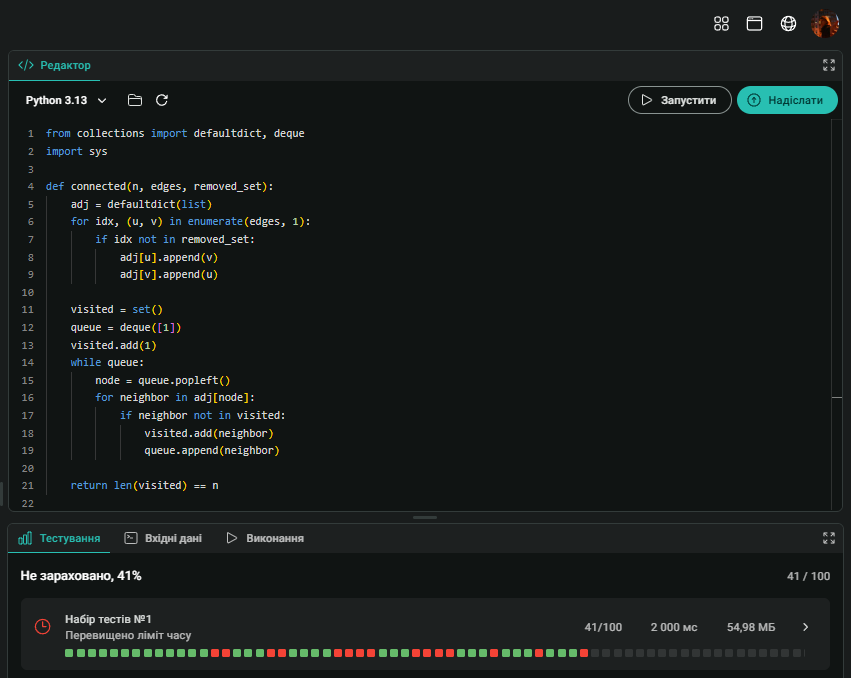 </> Редактор
Python 3.13
Запустити
Надіслати
1 from collections import defaultdict, deque
2 import sys
3
4 def connected(n, edges, removed_set):
5     adj = defaultdict(list)
6     for idx, (u, v) in enumerate(edges, 1):
7         if idx not in removed_set:
8             adj[u].append(v)
9             adj[v].append(u)
10
11     visited = set()
12     queue = deque([1])
13     visited.add(1)
14     while queue:
15         node = queue.popleft()
16         for neighbor in adj[node]:
17             if neighbor not in visited:
18                 visited.add(neighbor)
19                 queue.append(neighbor)
20
21     return len(visited) == n
22
Тестування
Вхідні дані
Виконання
Не зараховано, 41%
41 / 100
Набір тестів №1
41/100
2 000 мс
54,98 МБ
Перевищено ліміт часу